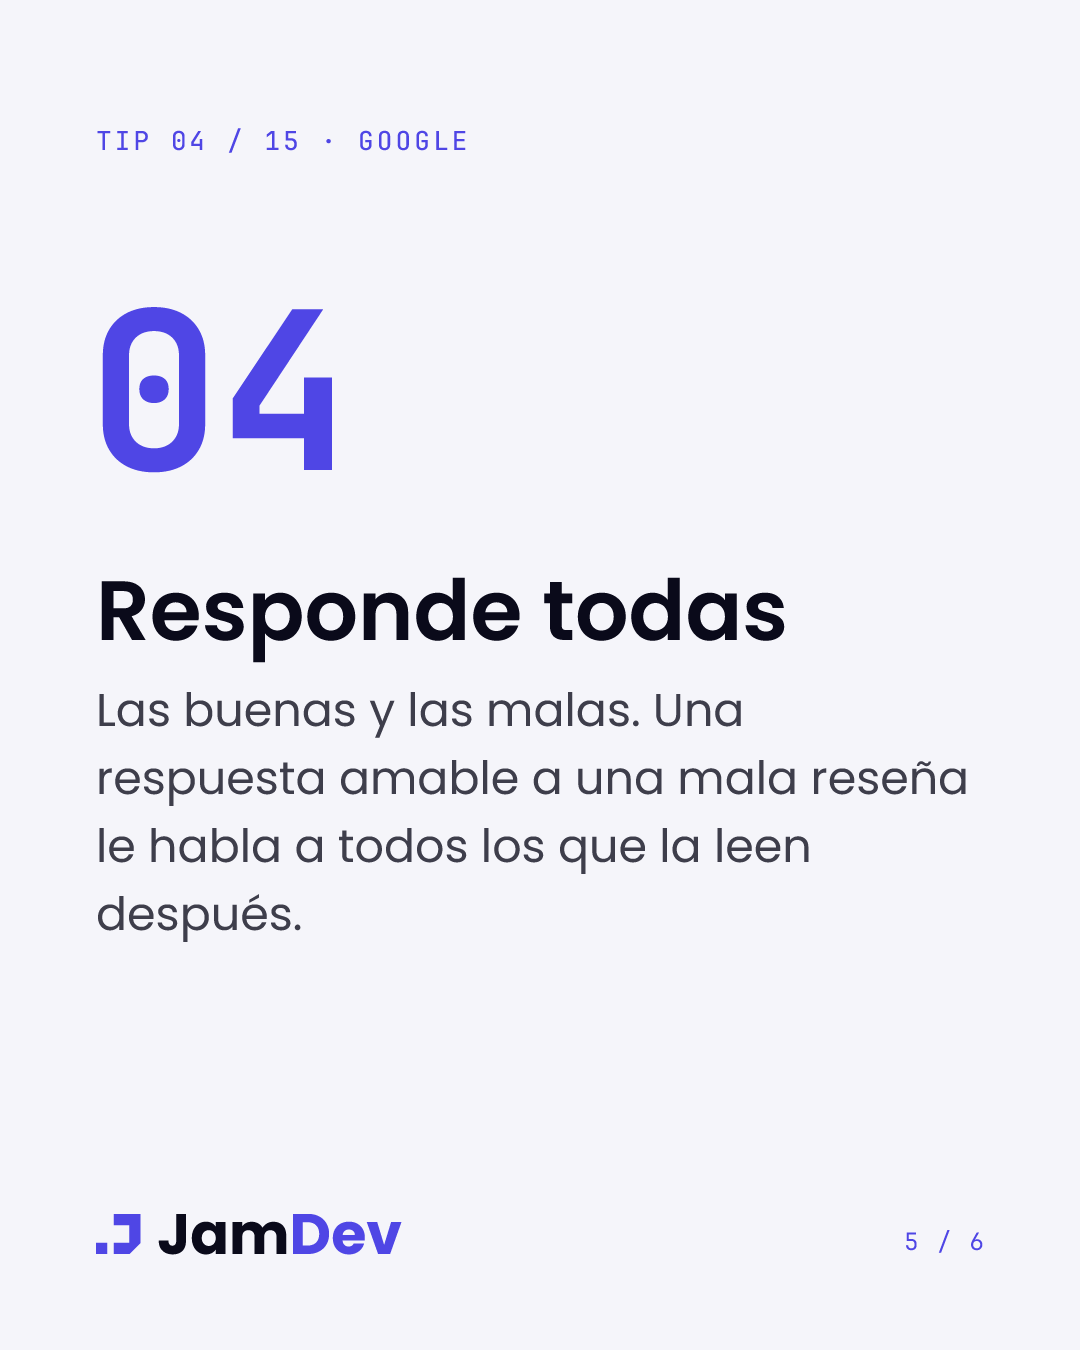 TIP 04 / 15 · GOOGLE
04
Responde todas
Las buenas y las malas. Una
respuesta amable a una mala reseña
le habla a todos los que la leen
después.
JamDev
5 / 6